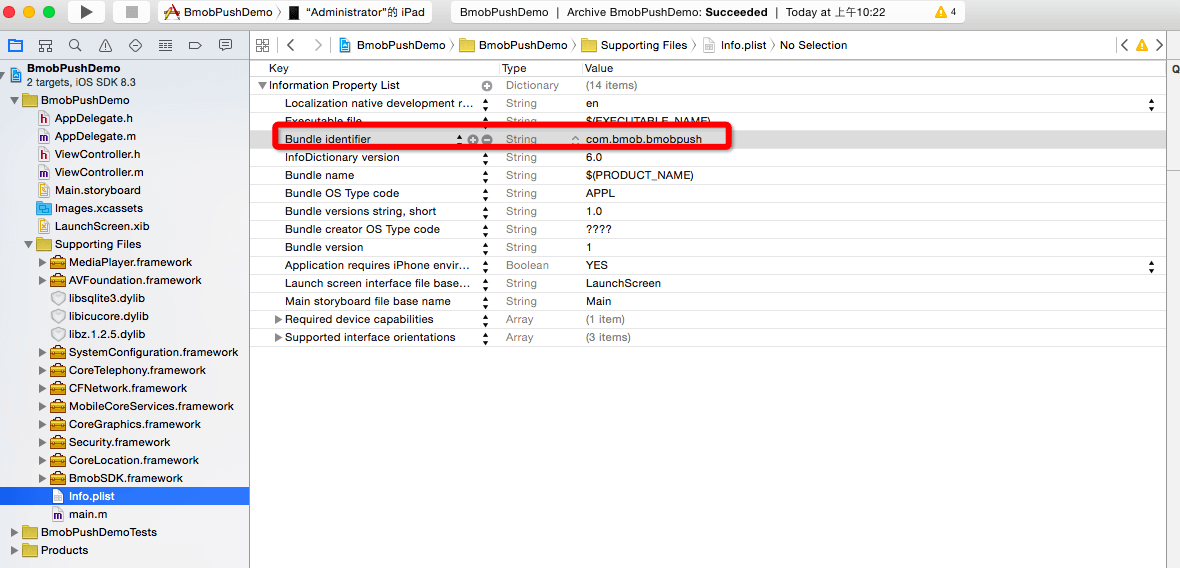 BmobPushDemo 〉 “Administrator”的 iPad
BmobPushDemo | Archive BmobPushDemo: Succeeded | Today at 上午10:22
4
BmobPushDemo
2 targets, iOS SDK 8.3
BmobPushDemo
AppDelegate.h
AppDelegate.m
ViewController.h
ViewController.m
Main.storyboard
Images.xcassets
LaunchScreen.xib
Supporting Files
MediaPlayer.framework
AVFoundation.framework
libsqlite3.dylib
libicucore.dylib
libz.1.2.5.dylib
SystemConfiguration.framework
CoreTelephony.framework
CFNetwork.framework
MobileCoreServices.framework
CoreGraphics.framework
Security.framework
CoreLocation.framework
BmobSDK.framework
Info.plist
main.m
BmobPushDemoTests
Products
BmobPushDemo 〉 BmobPushDemo 〉 Supporting Files 〉 Info.plist 〉 No Selection
Key Type Value
Information Property List Dictionary (14 items)
Localization native development r... String en
Executable file String $(EXECUTABLE_NAME)
Bundle identifier String com.bmob.bmobpush
InfoDictionary version String 6.0
Bundle name String $(PRODUCT_NAME)
Bundle OS Type code String APPL
Bundle versions string, short String 1.0
Bundle creator OS Type code String ????
Bundle version String 1
Application requires iPhone envir... Boolean YES
Launch screen interface file base... String LaunchScreen
Main storyboard file base name String Main
Required device capabilities Array (1 item)
Supported interface orientations Array (3 items)